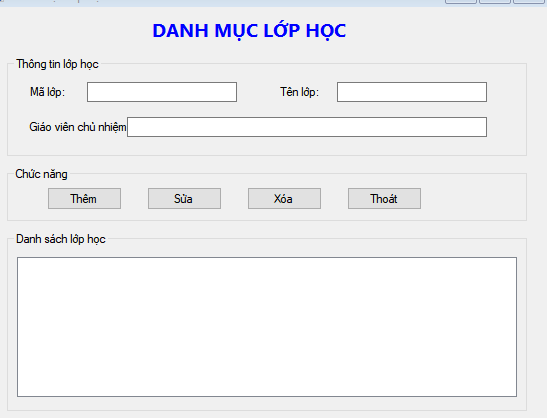 DANH MỤC LỚP HỌC
Thông tin lớp học
Mã lớp: Tên lớp:
Giáo viên chủ nhiệm
Chức năng
Thêm Sửa Xóa Thoát
Danh sách lớp học